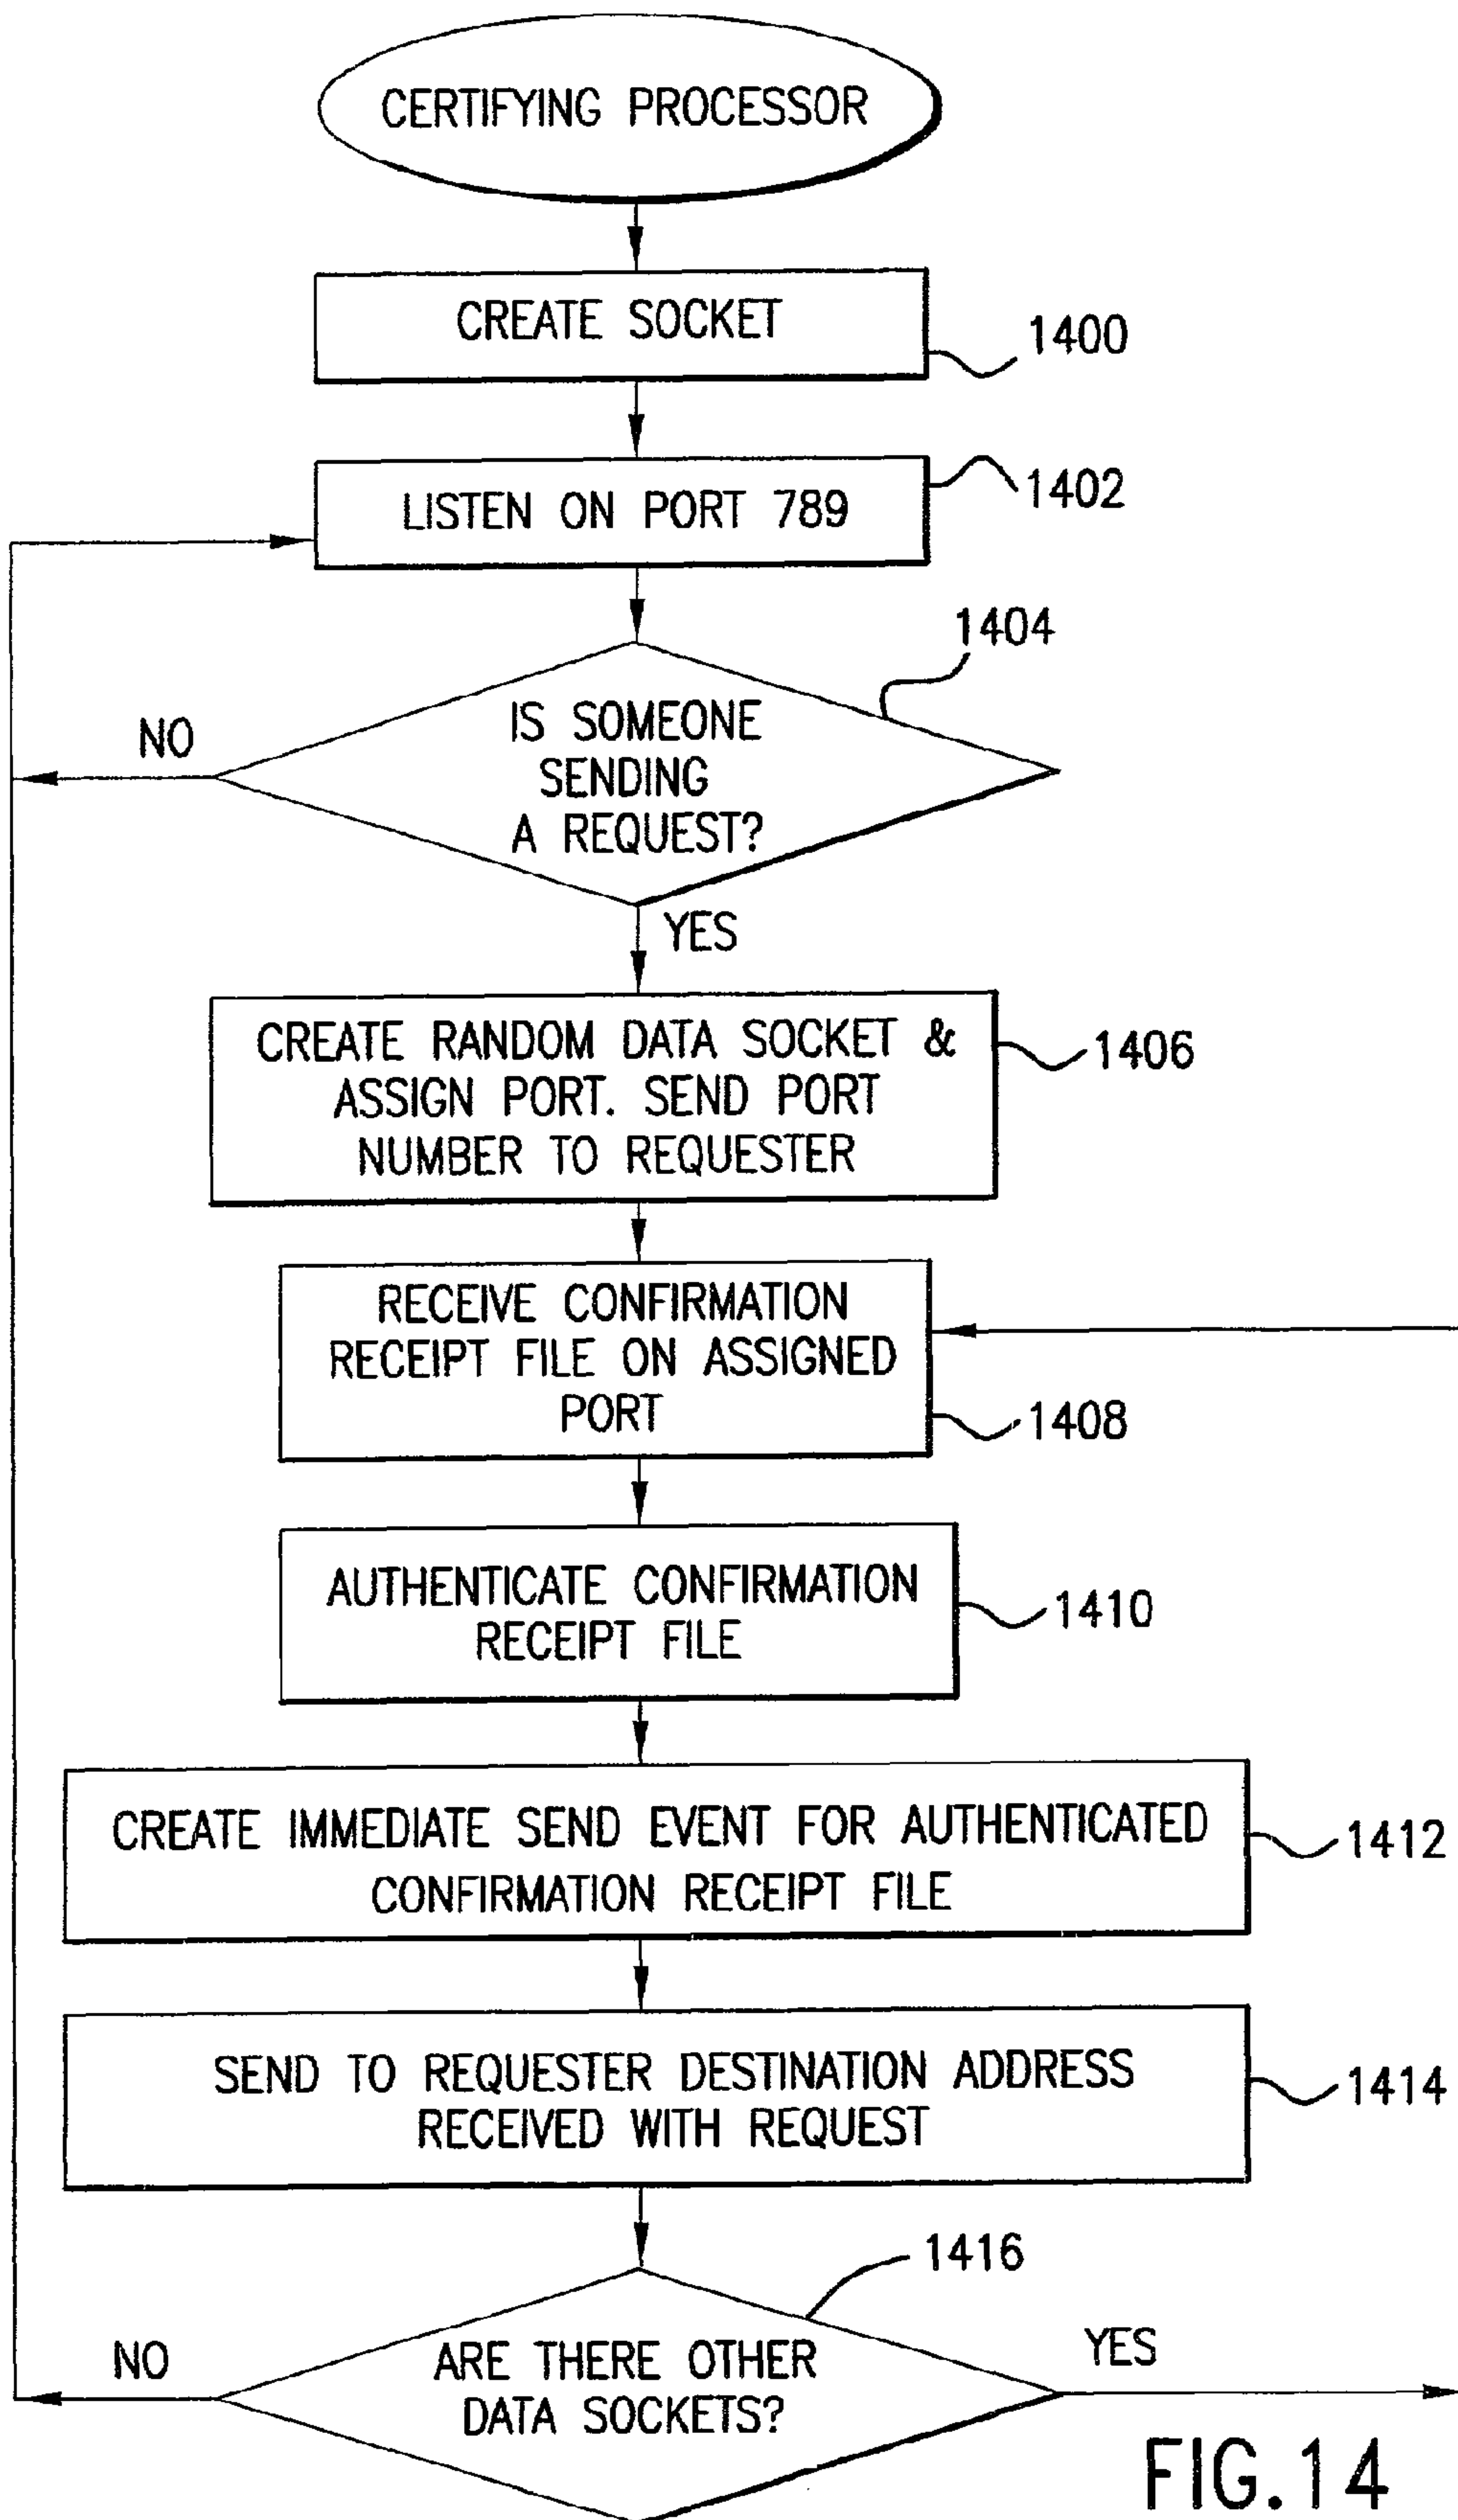 CERTIFYING PROCESSOR
CREATE SOCKET
1400
LISTEN ON PORT 789
1402
1404
IS SOMEONE
SENDING
A REQUEST?
NO
YES
CREATE RANDOM DATA SOCKET &
ASSIGN PORT. SEND PORT
NUMBER TO REQUESTER
1406
RECEIVE CONFIRMATION
RECEIPT FILE ON ASSIGNED
PORT
1408
AUTHENTICATE CONFIRMATION
RECEIPT FILE
1410
CREATE IMMEDIATE SEND EVENT FOR AUTHENTICATED
CONFIRMATION RECEIPT FILE
1412
SEND TO REQUESTER DESTINATION ADDRESS
RECEIVED WITH REQUEST
1414
1416
ARE THERE OTHER
DATA SOCKETS?
NO
YES
FIG.14